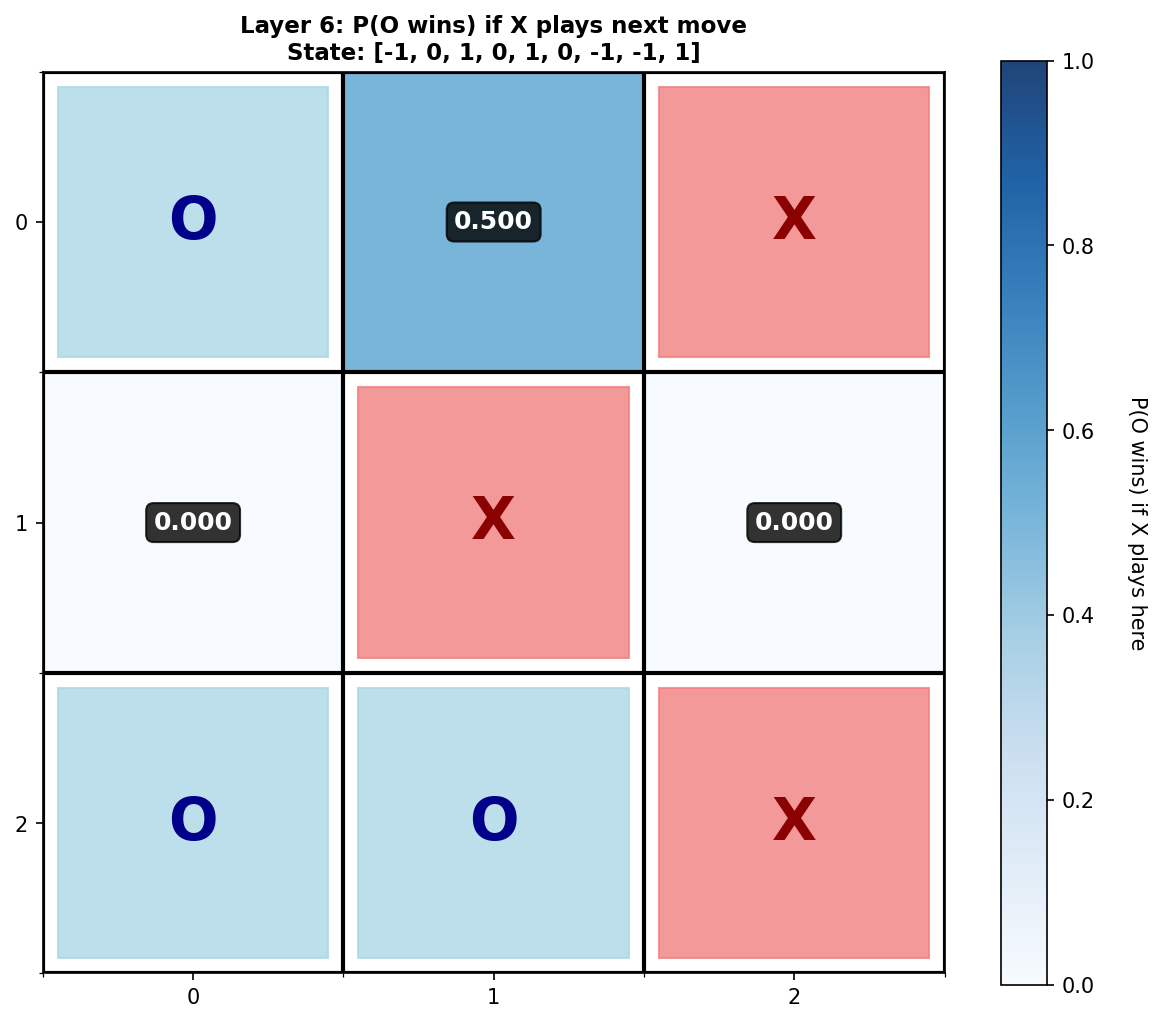 Layer 6: P(O wins) if X plays next move
State: [-1, 0, 1, 0, 1, 0, -1, -1, 1]
O
0.500
X
0.000
X
0.000
O
O
X
0
1
2
0
1
2
1.0
0.8
0.6
0.4
0.2
0.0
P(O wins) if X plays here